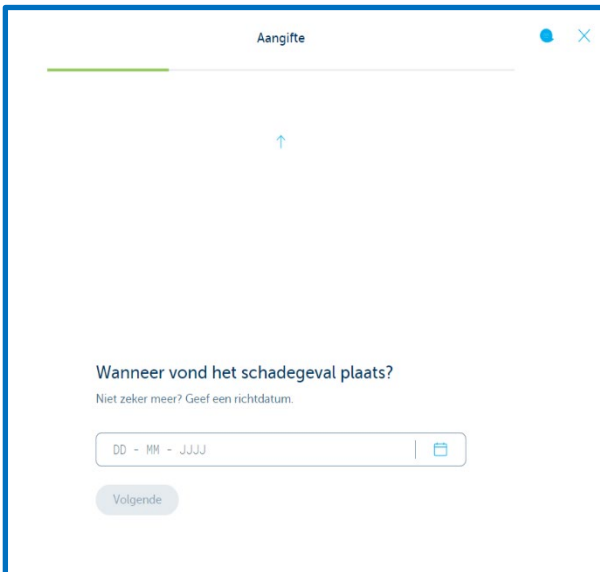 Aangifte
Wanneer vond het schadegeval plaats?
Niet zeker meer? Geef een richtdatum.
DD - MM - JJJJ
Volgende